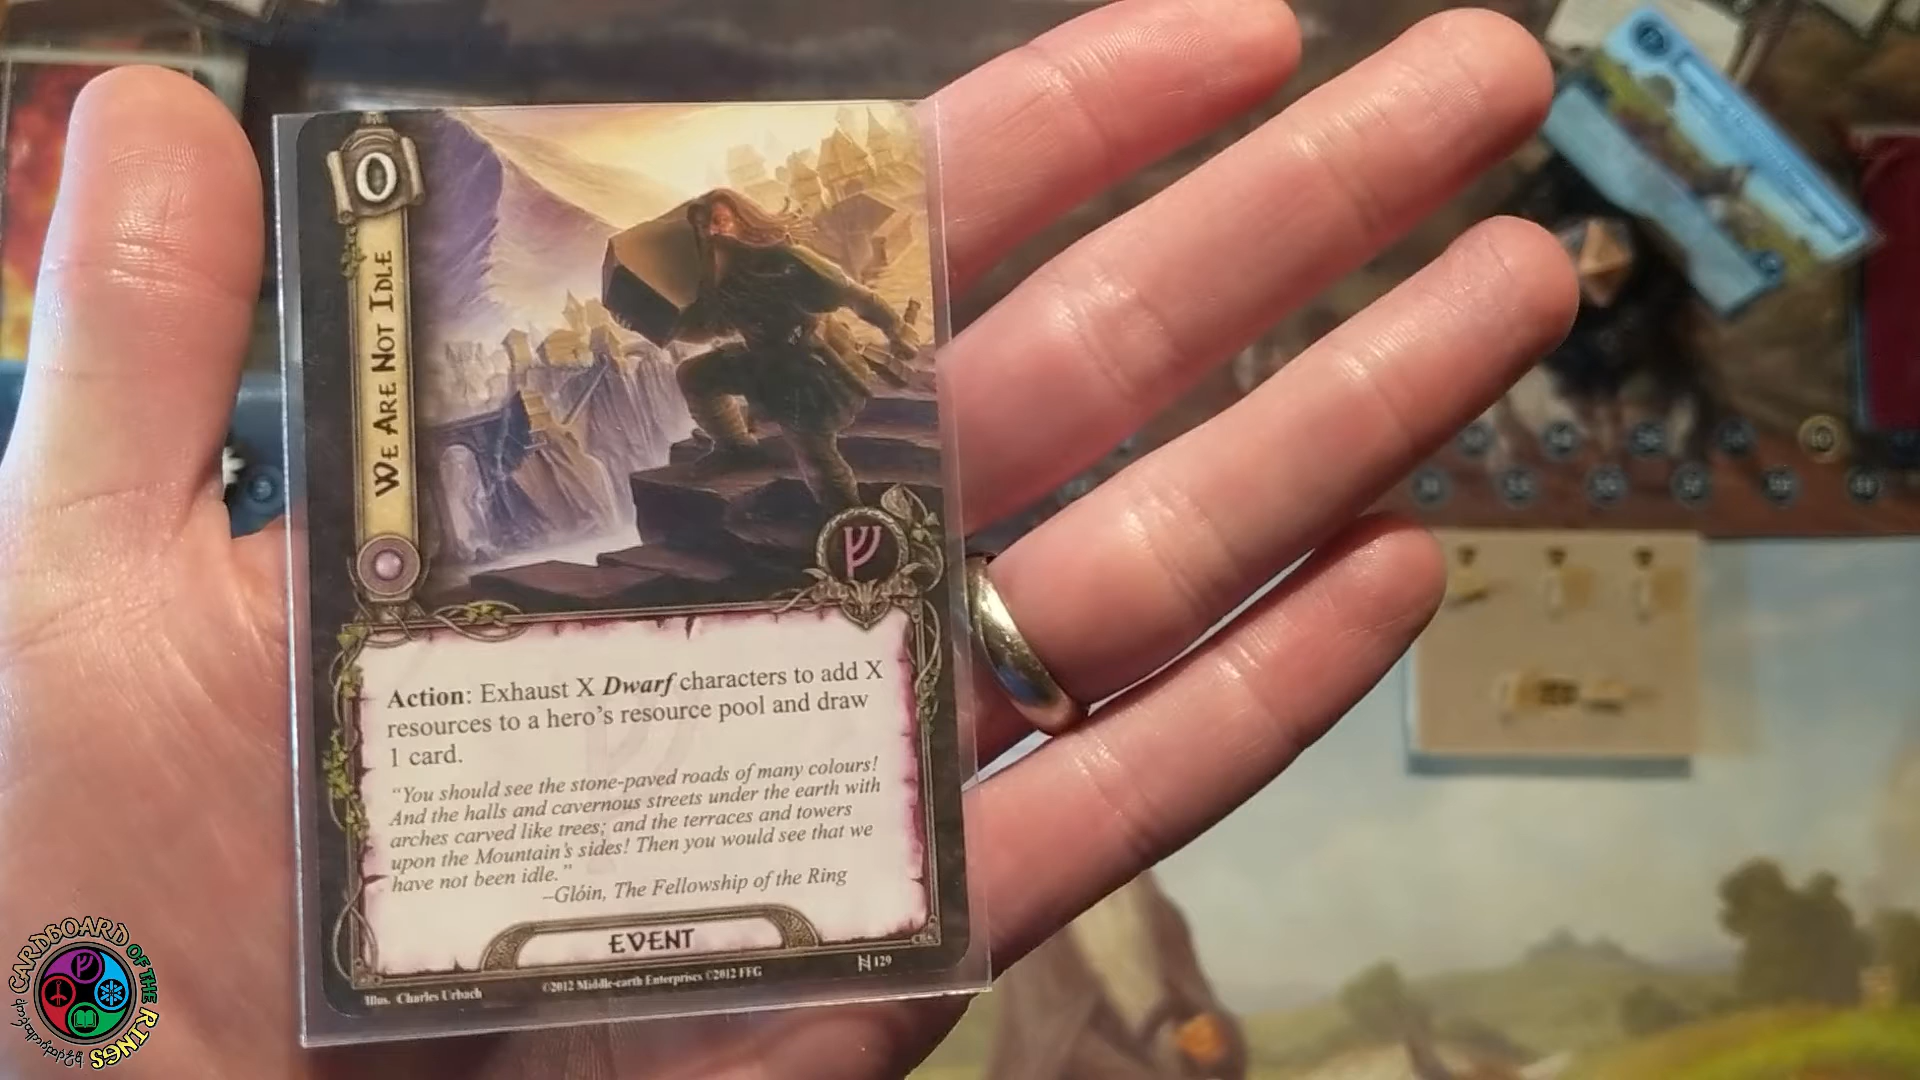 0
WE ARE NOT IDLE
Action: Exhaust X Dwarf characters to add X
resources to a hero's resource pool and draw
1 card.
"You should see the stone-paved roads of many colours!
And the halls and cavernous streets under the earth with
arches carved like trees; and the terraces and towers
upon the Mountain's sides! Then you would see that we
have not been idle."
–Glóin, The Fellowship of the Ring
EVENT
Illus. Charles Urbach
©2012 Middle-earth Enterprises ©2012 FFG
129
CARDBOARD OF THE RINGS